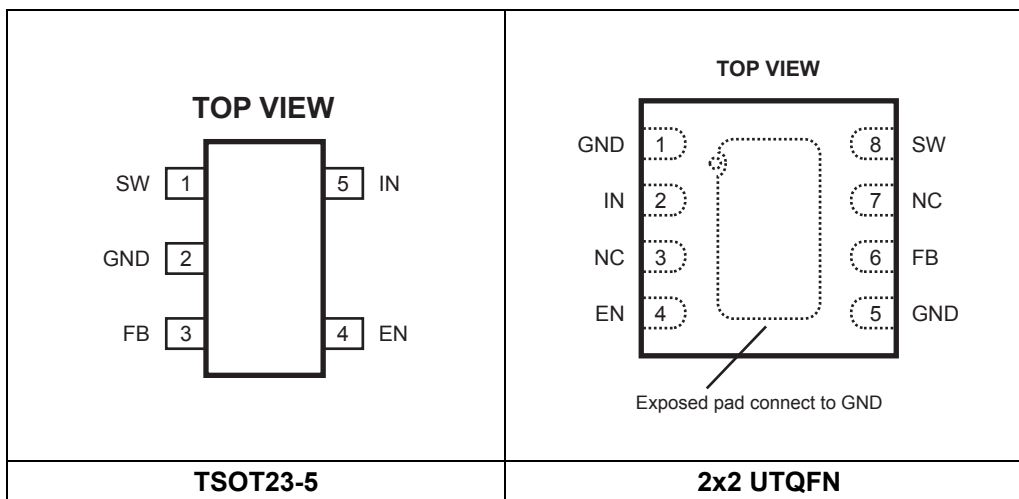 TOP VIEW
SW 1 5 IN
GND 2
FB 3 4 EN
TSOT23-5
TOP VIEW
GND 1 8 SW
IN 2 7 NC
NC 3 6 FB
EN 4 5 GND
Exposed pad connect to GND
2x2 UTQFN